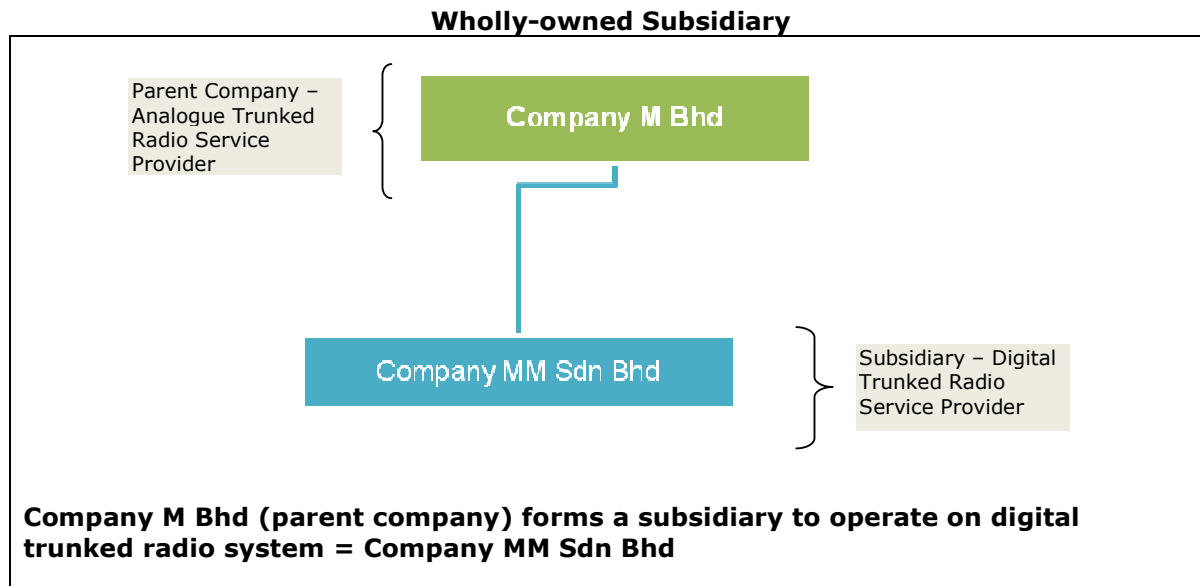 Wholly-owned Subsidiary
Parent Company –
Analogue Trunked
Radio Service
Provider
Company M Bhd
Company MM Sdn Bhd
Subsidiary – Digital
Trunked Radio
Service Provider
Company M Bhd (parent company) forms a subsidiary to operate on digital
trunked radio system = Company MM Sdn Bhd